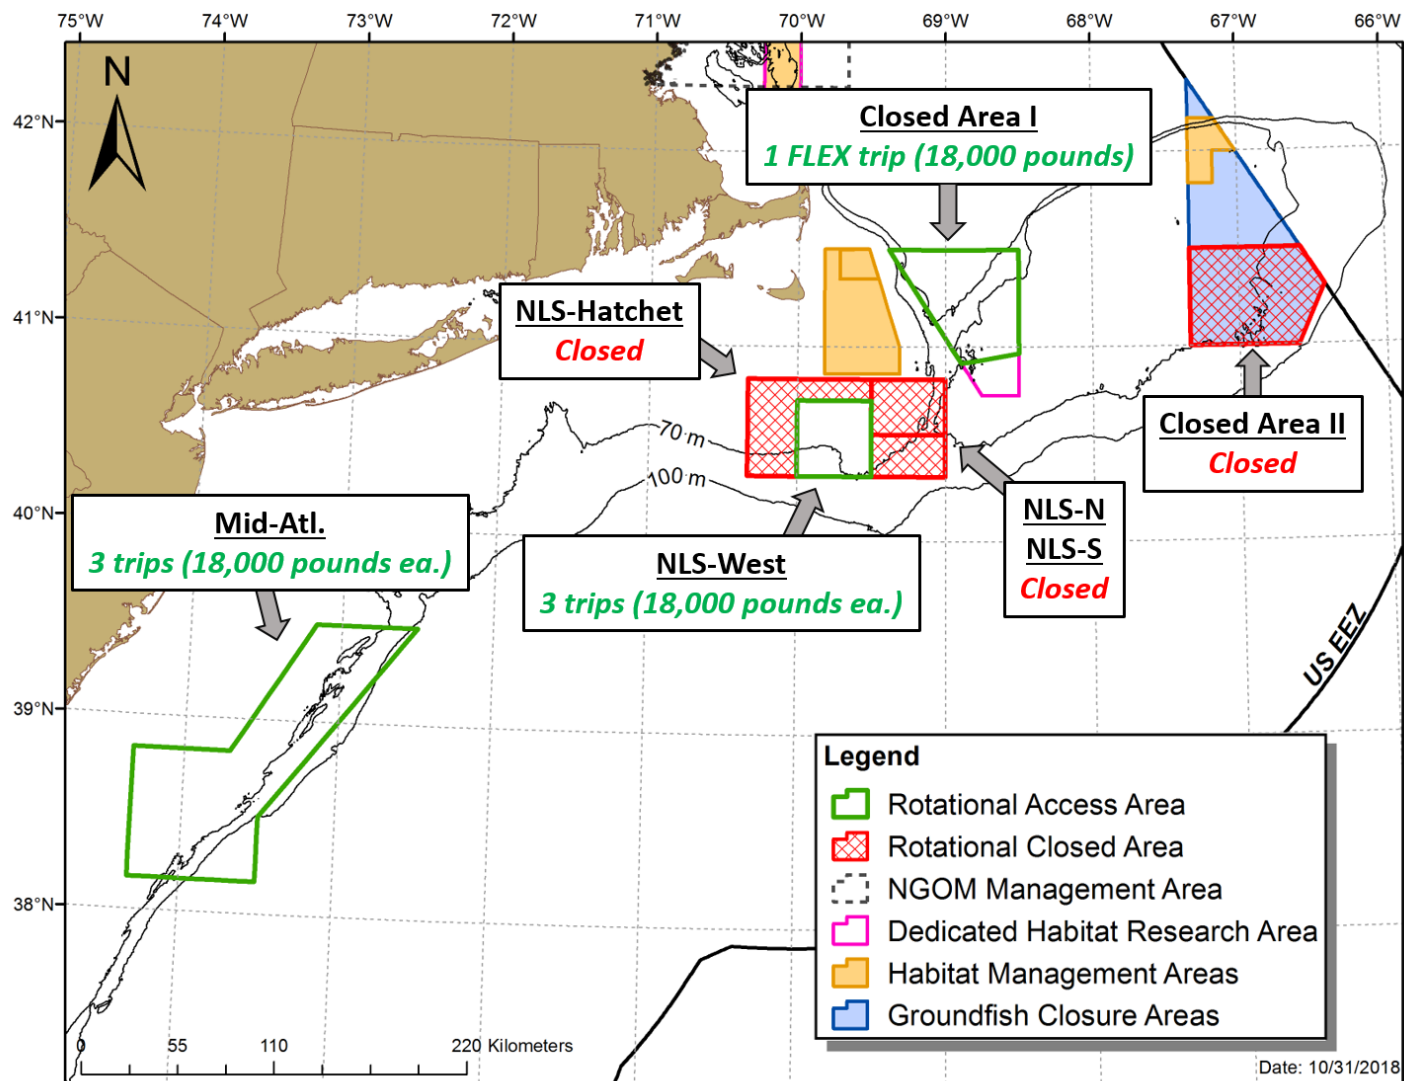 75°W 74°W 73°W 72°W 71°W 70°W 69°W 68°W 67°W 66°W
N
42°N
41°N
40°N
39°N
38°N
Closed Area I
1 FLEX trip (18,000 pounds)
NLS-Hatchet
Closed
Closed Area II
Closed
70 m
100 m
NLS-N
NLS-S
Closed
Mid-Atl.
3 trips (18,000 pounds ea.)
NLS-West
3 trips (18,000 pounds ea.)
US EEZ
Legend
Rotational Access Area
Rotational Closed Area
NGOM Management Area
Dedicated Habitat Research Area
Habitat Management Areas
Groundfish Closure Areas
0 55 110 220 Kilometers
Date: 10/31/2018